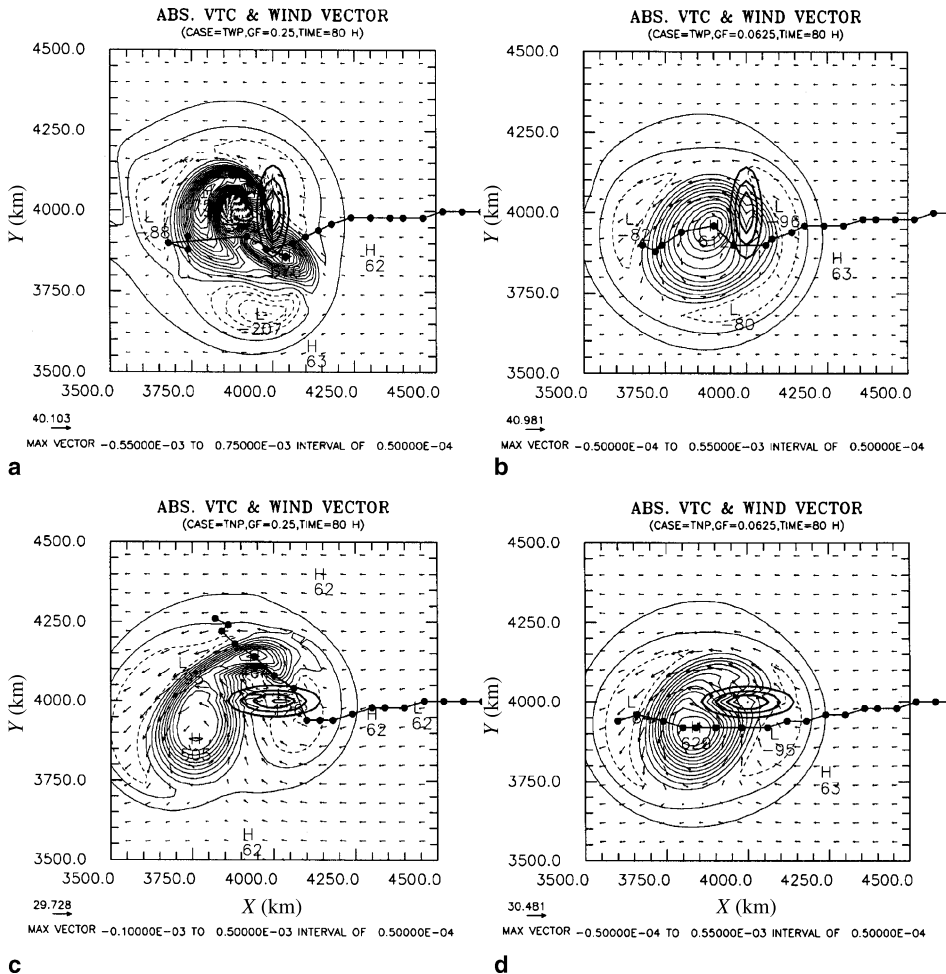 ABS. VTC & WIND VECTOR
(CASE=TWP,GF=0.25,TIME=80 H)
4500.0
4250.0
4000.0
3750.0
3500.0
Y (km)
L
-88
H
62
L
-207
H
63
3500.0 3750.0 4000.0 4250.0 4500.0
40.103
MAX VECTOR -0.55000E-03 TO 0.75000E-03 INTERVAL OF 0.50000E-04
a
ABS. VTC & WIND VECTOR
(CASE=TWP,GF=0.0625,TIME=80 H)
4500.0
4250.0
4000.0
3750.0
3500.0
Y (km)
L
L
-96
H
H
63
L
-80
3500.0 3750.0 4000.0 4250.0 4500.0
40.981
MAX VECTOR -0.50000E-04 TO 0.55000E-03 INTERVAL OF 0.50000E-04
b
ABS. VTC & WIND VECTOR
(CASE=TNP,GF=0.25,TIME=80 H)
4500.0
4250.0
4000.0
3750.0
3500.0
Y (km)
H
62
L
H
62
L
62
H
505
H
62
3500.0 3750.0 4000.0 4250.0 4500.0
X (km)
29.728
MAX VECTOR -0.10000E-03 TO 0.50000E-03 INTERVAL OF 0.50000E-04
c
ABS. VTC & WIND VECTOR
(CASE=TNP,GF=0.0625,TIME=80 H)
4500.0
4250.0
4000.0
3750.0
3500.0
Y (km)
L
H
628
L
-95
H
63
3500.0 3750.0 4000.0 4250.0 4500.0
X (km)
30.481
MAX VECTOR -0.50000E-04 TO 0.55000E-03 INTERVAL OF 0.50000E-04
d